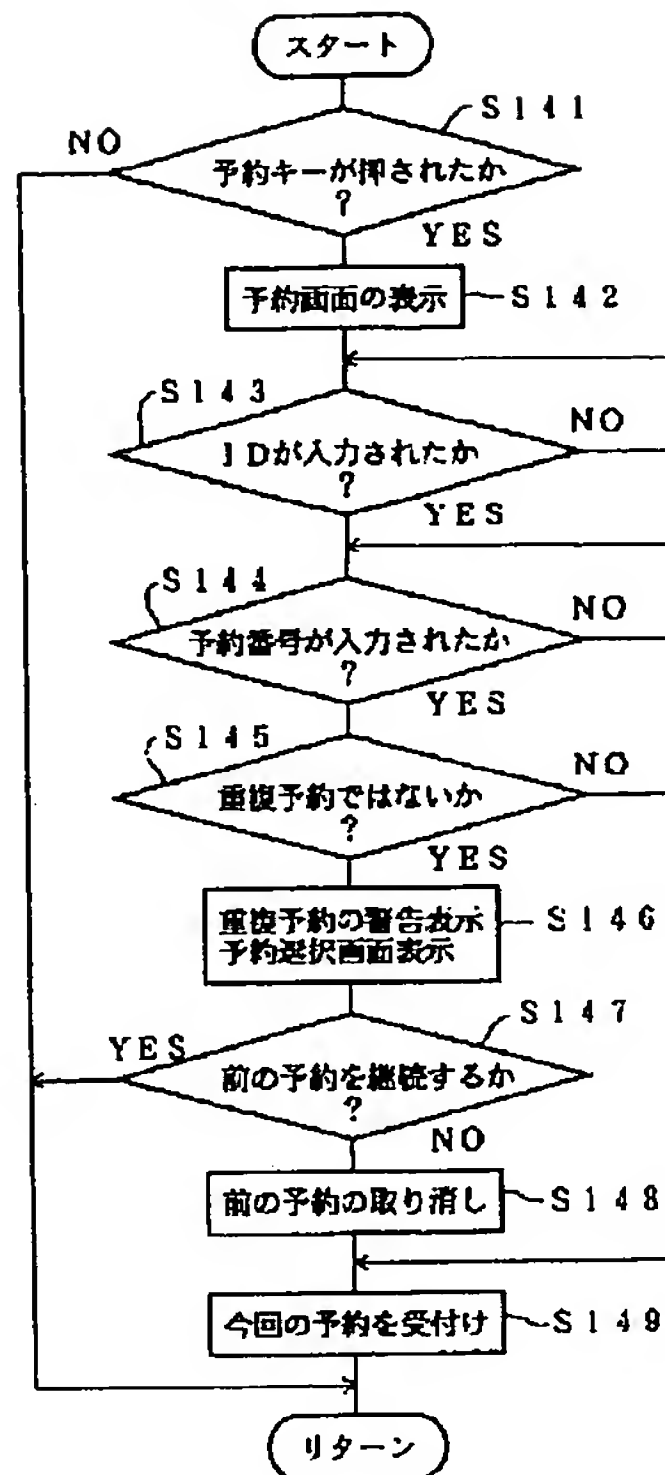 スタート
S141
NO
予約キーが押されたか
?
YES
予約画面の表示
S142
S143
NO
IDが入力されたか
?
YES
S144
NO
予約番号が入力されたか
?
YES
S145
NO
重復予約ではないか
?
YES
重復予約の警告表示
予約選択画面表示
S146
S147
YES
前の予約を継続するか
?
NO
前の予約の取り消し
S148
今回の予約を受付け
S149
リターン